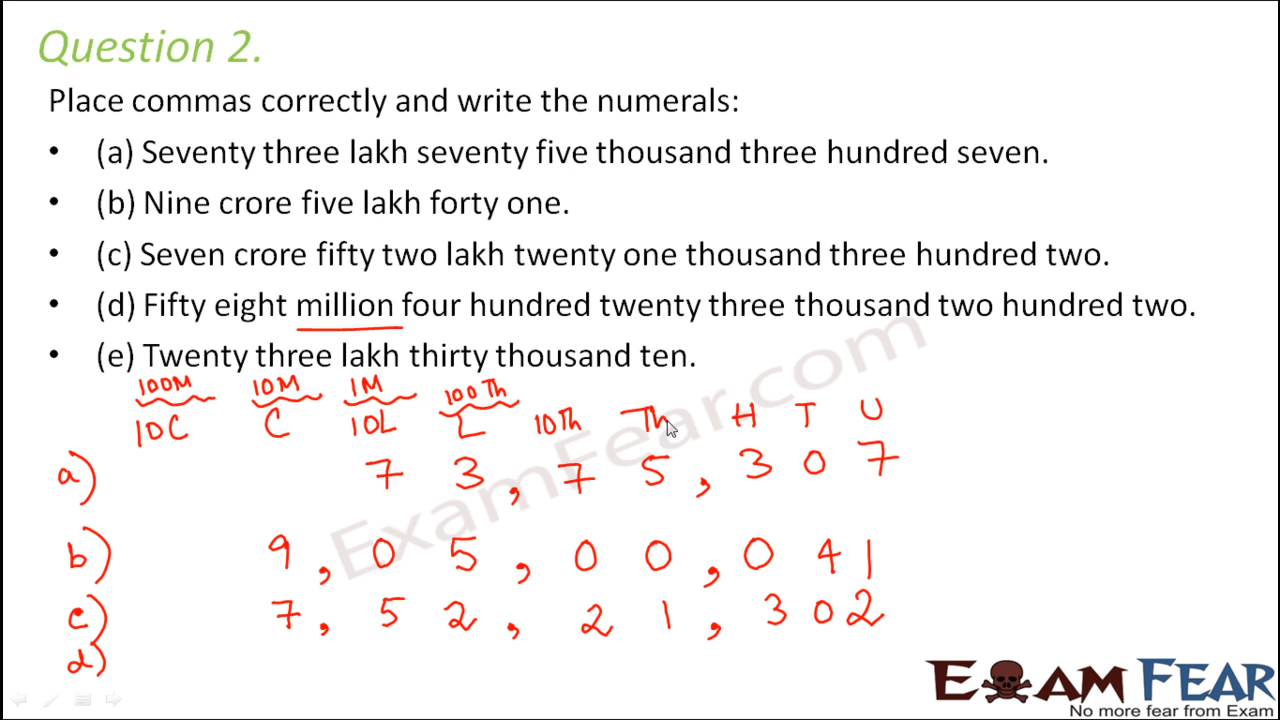 Question 2.
Place commas correctly and write the numerals:
• (a) Seventy three lakh seventy five thousand three hundred seven.
• (b) Nine crore five lakh forty one.
• (c) Seven crore fifty two lakh twenty one thousand three hundred two.
• (d) Fifty eight million four hundred twenty three thousand two hundred two.
• (e) Twenty three lakh thirty thousand ten.
100M 10M 1M 100Th
10C C 10L L 10Th Th H T U
a) 7 3 , 7 5 , 3 0 7
b) 9 , 0 5 , 0 0 , 0 4 1
c) 7 , 5 2 , 2 1 , 3 0 2
d)
ExamFear.com
EXAM FEAR
No more fear from Exam